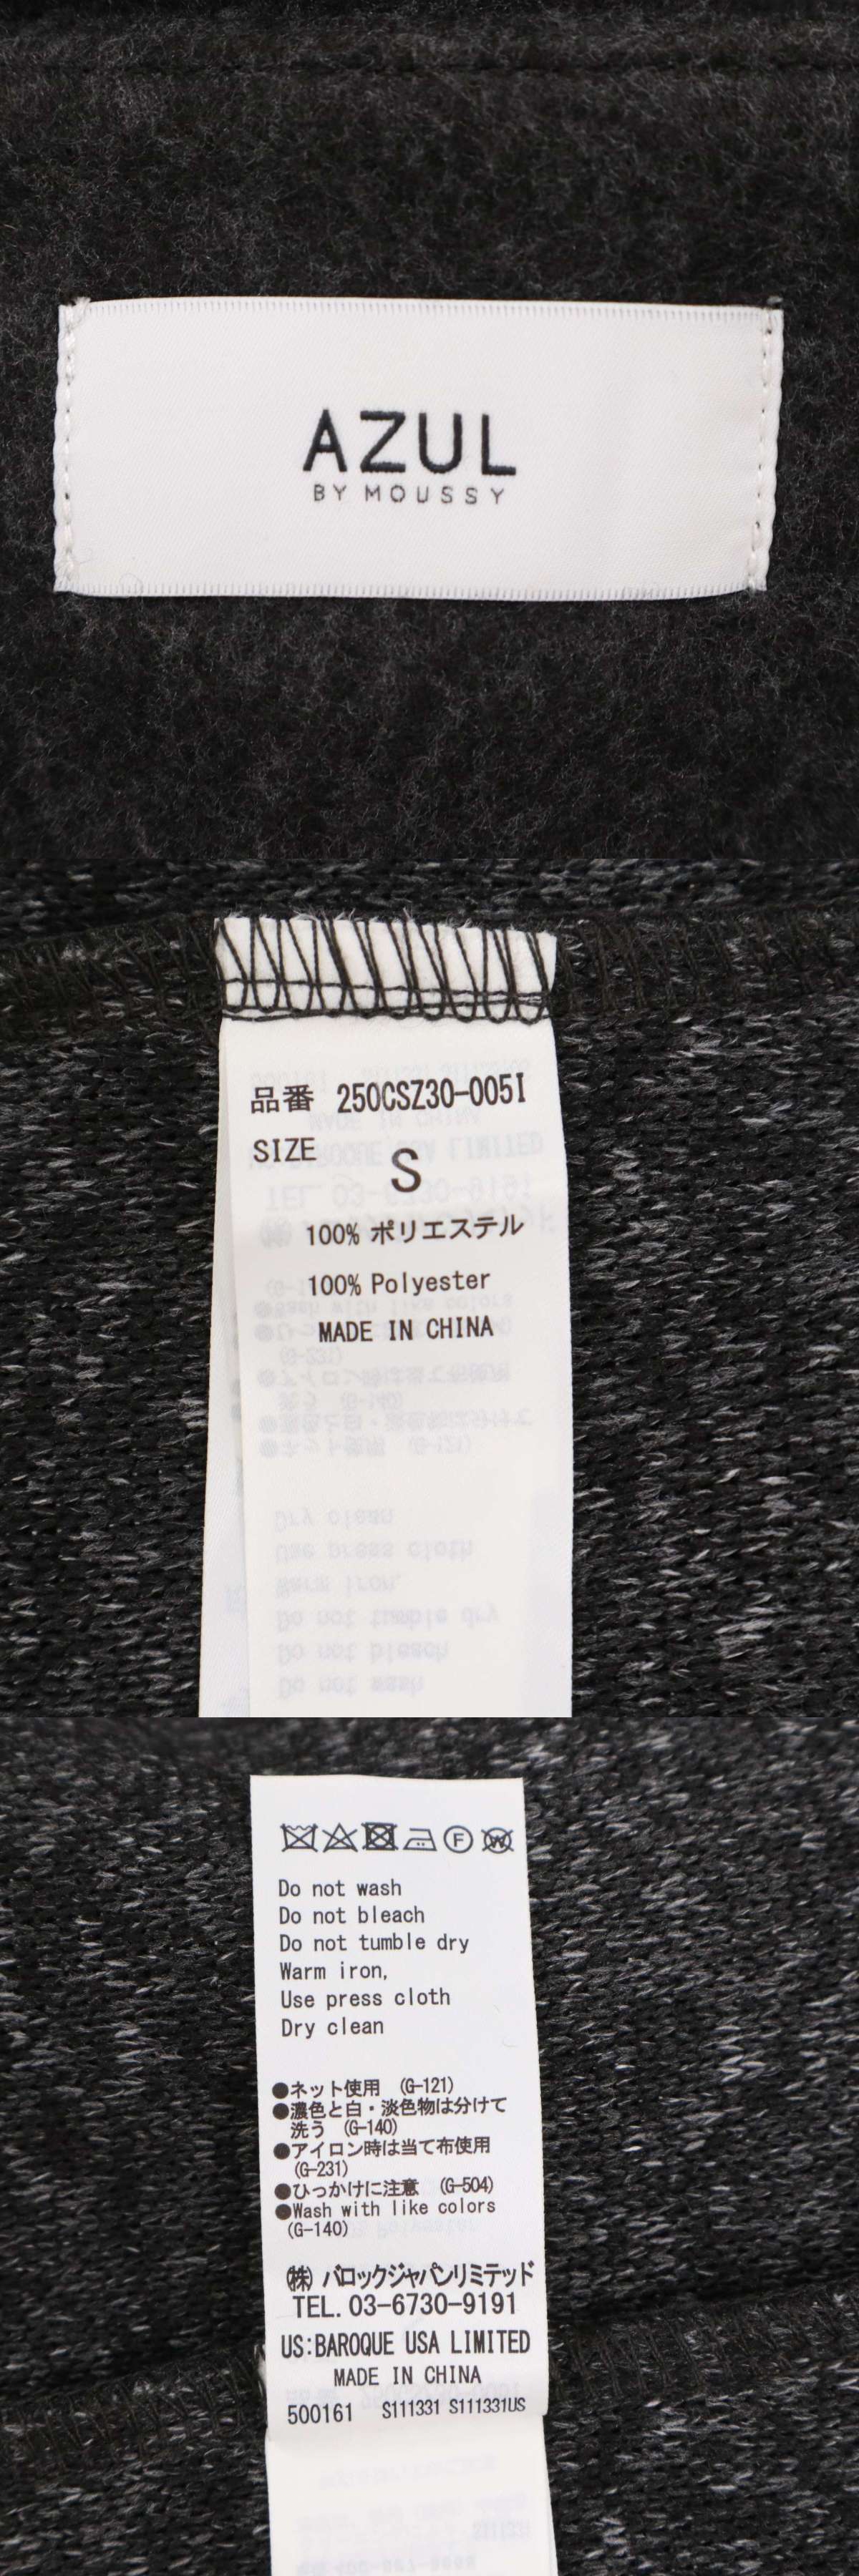 AZUL
BY MOUSSY
品番 250CSZ30-005I
SIZE
S
100% ポリエステル
100% Polyester
MADE IN CHINA
F
W
Do not wash
Do not bleach
Do not tumble dry
Warm iron,
Use press cloth
Dry clean
●ネット使用 (G-121)
●濃色と白・淡色物は分けて
洗う (G-140)
●アイロン時は当て布使用
(G-231)
●ひっかけに注意 (G-504)
●Wash with like colors
(G-140)
㈱ バロックジャパンリミテッド
TEL. 03-6730-9191
US:BAROQUE USA LIMITED
MADE IN CHINA
500161 S111331 S111331US